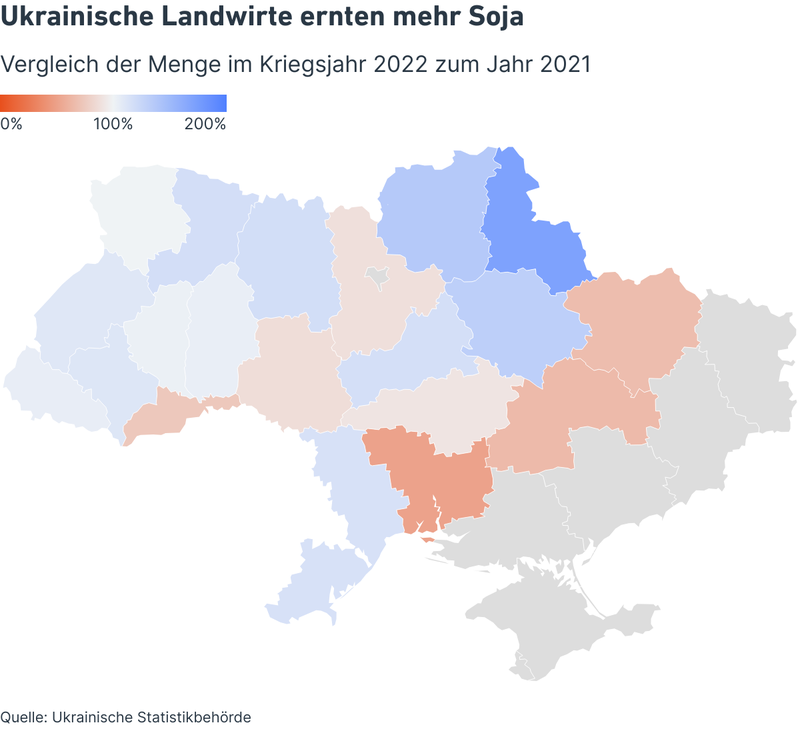 Ukrainische Landwirte ernten mehr Soja
Vergleich der Menge im Kriegsjahr 2022 zum Jahr 2021
0% 100% 200%
Quelle: Ukrainische Statistikbehörde